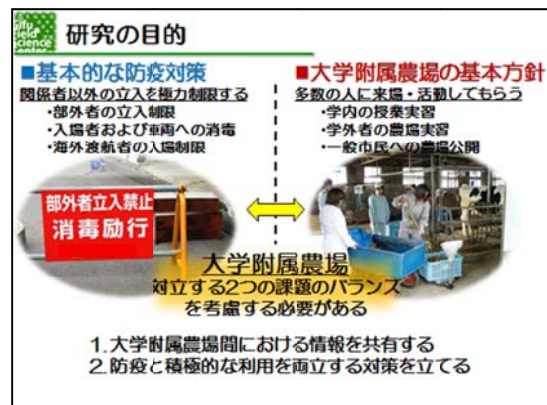 Gifu
Field
Science
Center
研究の目的
■基本的な防疫対策
関係者以外の立入を極力制限する
・部外者の立入制限
・入場者および車両への消毒
・海外渡航者の入場制限
■大学附属農場の基本方針
多数の人に来場・活動してもらう
・学内の授業実習
・学外者の農場実習
・一般市民への農場公開
部外者立入禁止
消毒励行
大学附属農場
対立する2つの課題のバランス
を考慮する必要がある
1.大学附属農場間における情報を共有する
2.防疫と積極的な利用を両立する対策を立てる